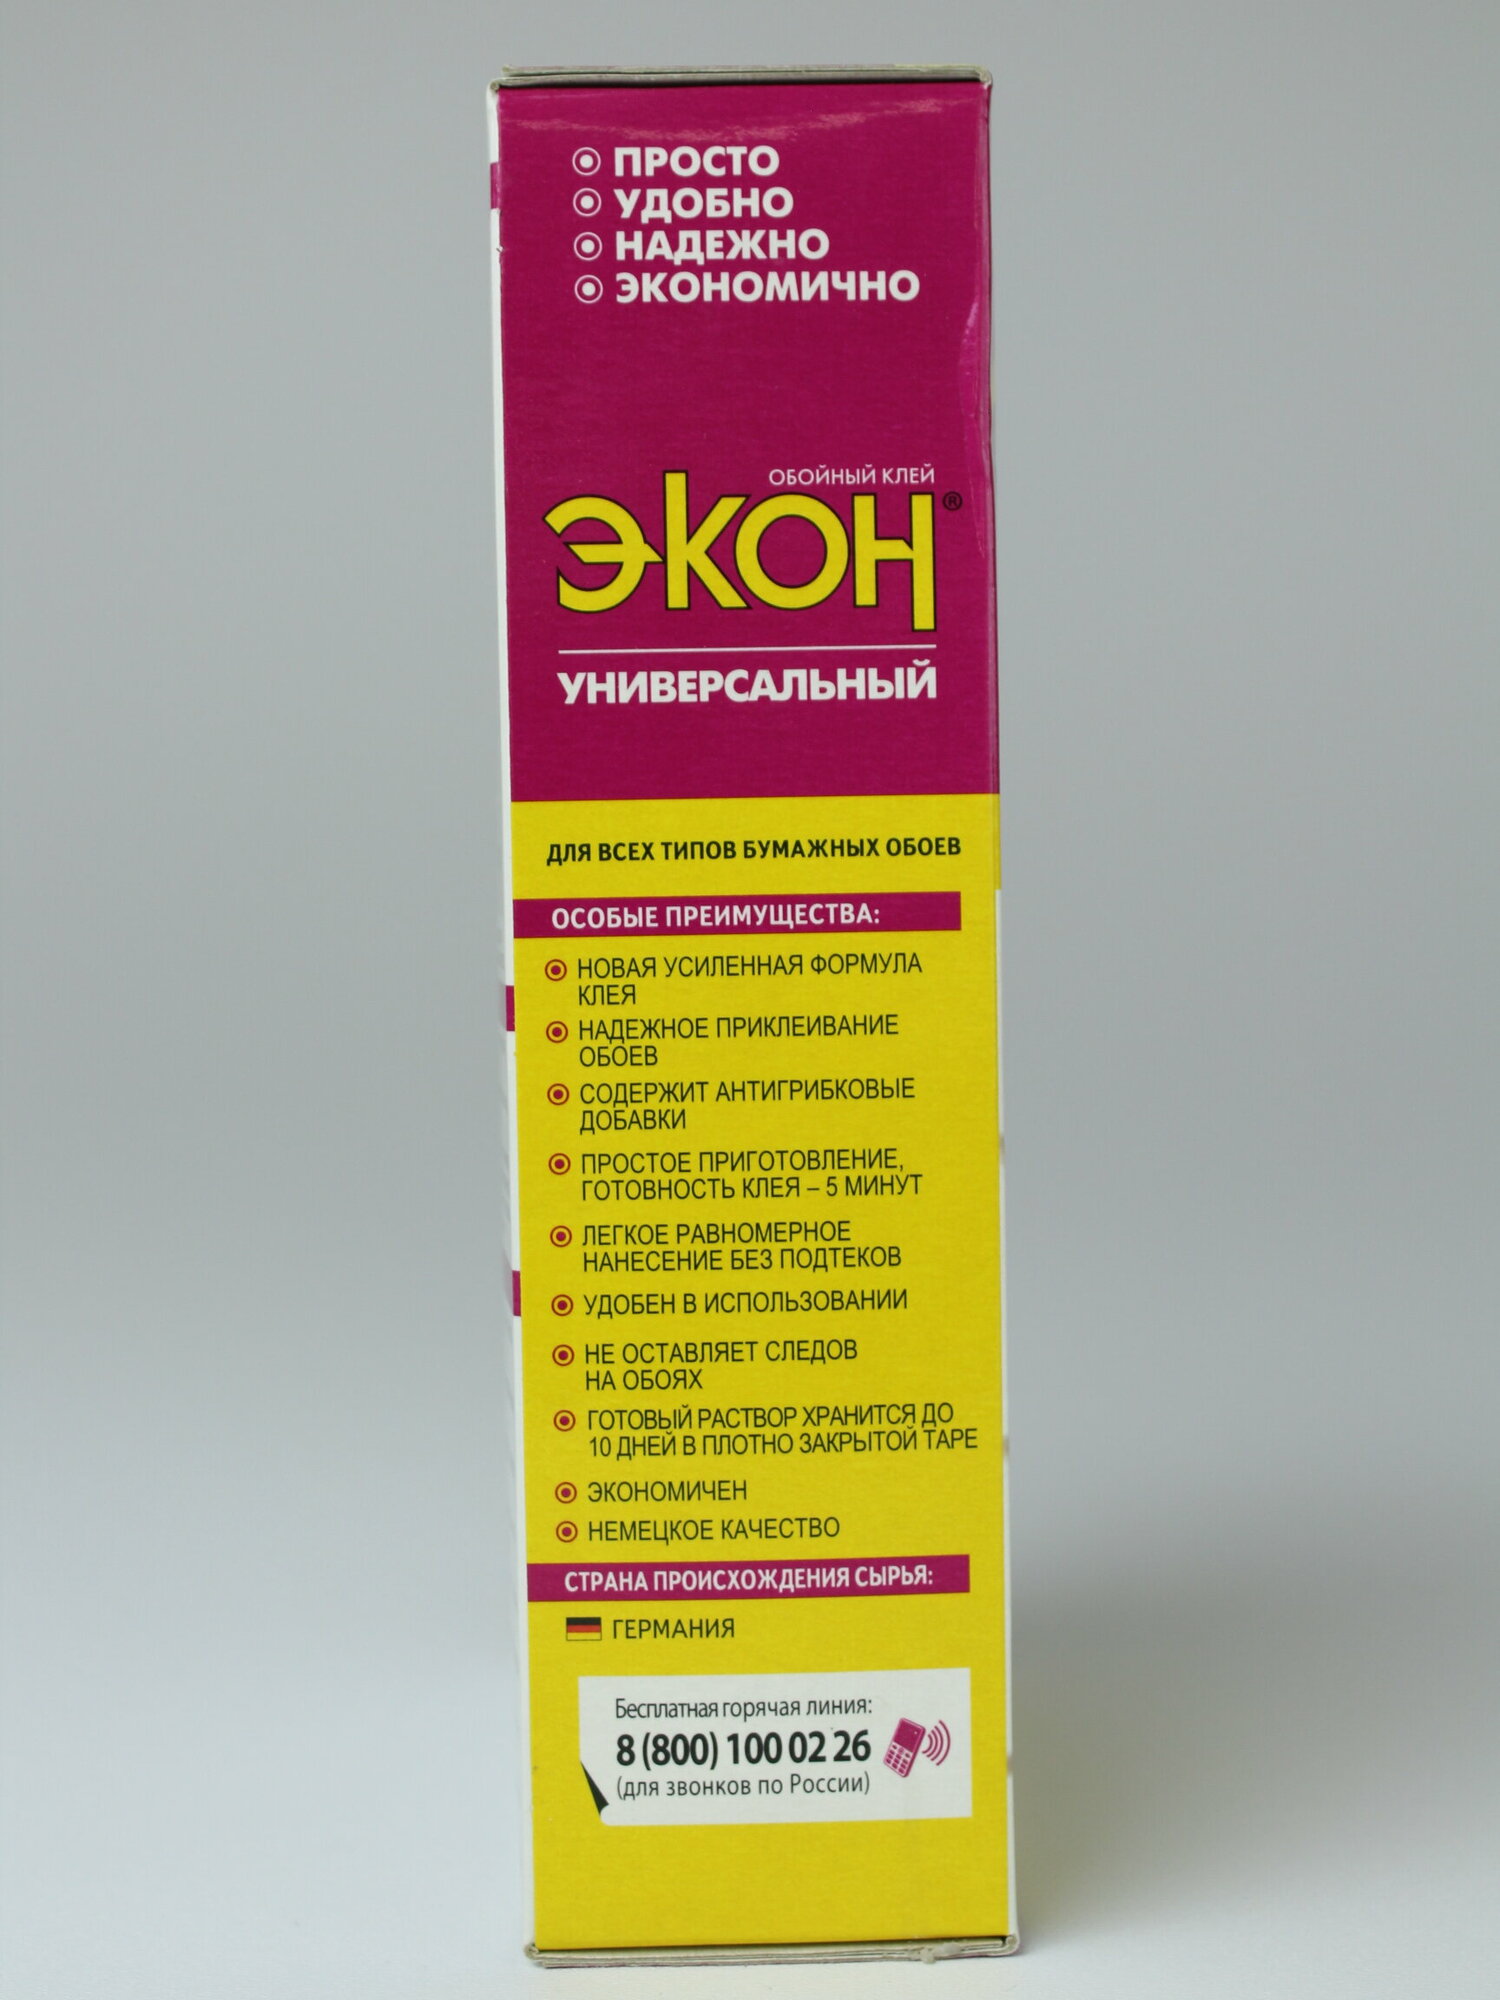 ПРОСТО
УДОБНО
НАДЕЖНО
ЭКОНОМИЧНО
ОБОЙНЫЙ КЛЕЙ
ЭКОН®
УНИВЕРСАЛЬНЫЙ
ДЛЯ ВСЕХ ТИПОВ БУМАЖНЫХ ОБОЕВ
ОСОБЫЕ ПРЕИМУЩЕСТВА:
НОВАЯ УСИЛЕННАЯ ФОРМУЛА
КЛЕЯ
НАДЕЖНОЕ ПРИКЛЕИВАНИЕ
ОБОЕВ
СОДЕРЖИТ АНТИГРИБКОВЫЕ
ДОБАВКИ
ПРОСТОЕ ПРИГОТОВЛЕНИЕ,
ГОТОВНОСТЬ КЛЕЯ – 5 МИНУТ
ЛЕГКОЕ РАВНОМЕРНОЕ
НАНЕСЕНИЕ БЕЗ ПОДТЕКОВ
УДОБЕН В ИСПОЛЬЗОВАНИИ
НЕ ОСТАВЛЯЕТ СЛЕДОВ
НА ОБОЯХ
ГОТОВЫЙ РАСТВОР ХРАНИТСЯ ДО
10 ДНЕЙ В ПЛОТНО ЗАКРЫТОЙ ТАРЕ
ЭКОНОМИЧЕН
НЕМЕЦКОЕ КАЧЕСТВО
СТРАНА ПРОИСХОЖДЕНИЯ СЫРЬЯ:
ГЕРМАНИЯ
Бесплатная горячая линия:
8 (800) 100 02 26
(для звонков по России)